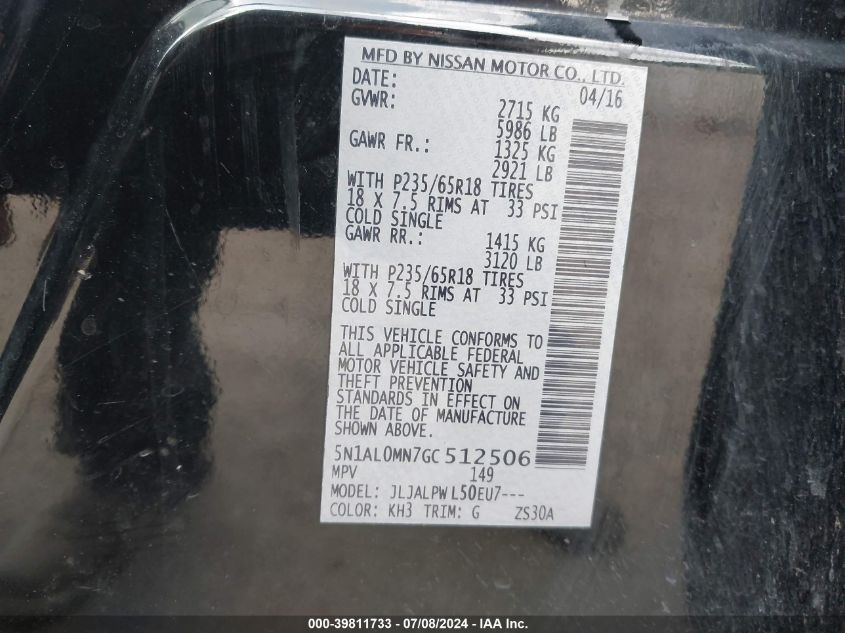 MFD BY NISSAN MOTOR CO., LTD.
DATE: 04/16
GVWR: 2715 KG
5986 LB
GAWR FR.: 1325 KG
2921 LB
WITH P235/65R18 TIRES
18 X 7.5 RIMS AT 33 PSI
COLD SINGLE
GAWR RR.: 1415 KG
3120 LB
WITH P235/65R18 TIRES
18 X 7.5 RIMS AT 33 PSI
COLD SINGLE
THIS VEHICLE CONFORMS TO
ALL APPLICABLE FEDERAL
MOTOR VEHICLE SAFETY AND
THEFT PREVENTION
STANDARDS IN EFFECT ON
THE DATE OF MANUFACTURE
SHOWN ABOVE.
5N1AL0MN7GC512506
MPV 149
MODEL: JLJALPWL50EU7---
COLOR: KH3 TRIM: G ZS30A
000-39811733 - 07/08/2024 - IAA Inc.